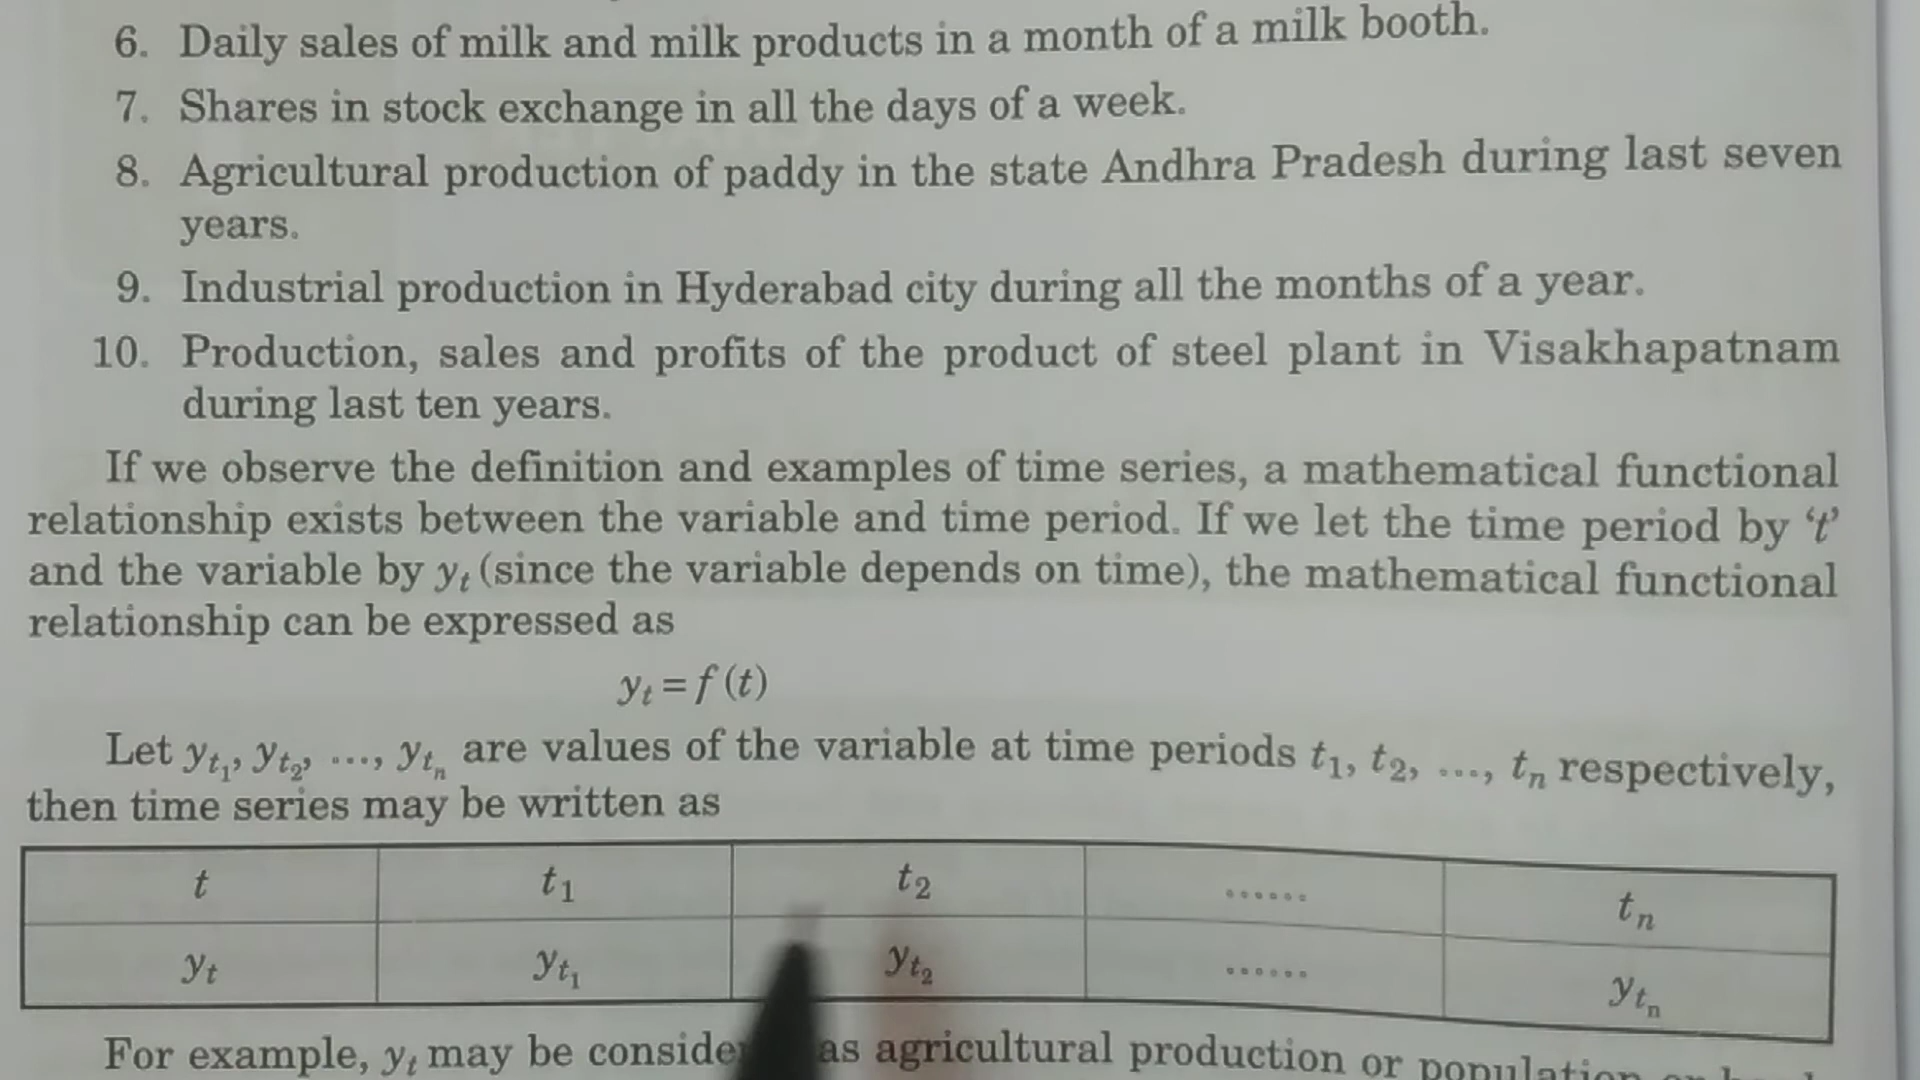 6. Daily sales of milk and milk products in a month of a milk booth.
7. Shares in stock exchange in all the days of a week.
8. Agricultural production of paddy in the state Andhra Pradesh during last seven
years.
9. Industrial production in Hyderabad city during all the months of a year.
10. Production, sales and profits of the product of steel plant in Visakhapatnam
during last ten years.
If we observe the definition and examples of time series, a mathematical functional
relationship exists between the variable and time period. If we let the time period by ‘t’
and the variable by yₜ (since the variable depends on time), the mathematical functional
relationship can be expressed as
yₜ = f (t)
Let yₜ₁, yₜ₂, ..., yₜₙ are values of the variable at time periods t₁, t₂, ..., tₙ respectively,
then time series may be written as
t t₁ t₂ ...... tₙ
yₜ yₜ₁ yₜ₂ ...... yₜₙ
For example, yₜ may be as agricultural production or population or